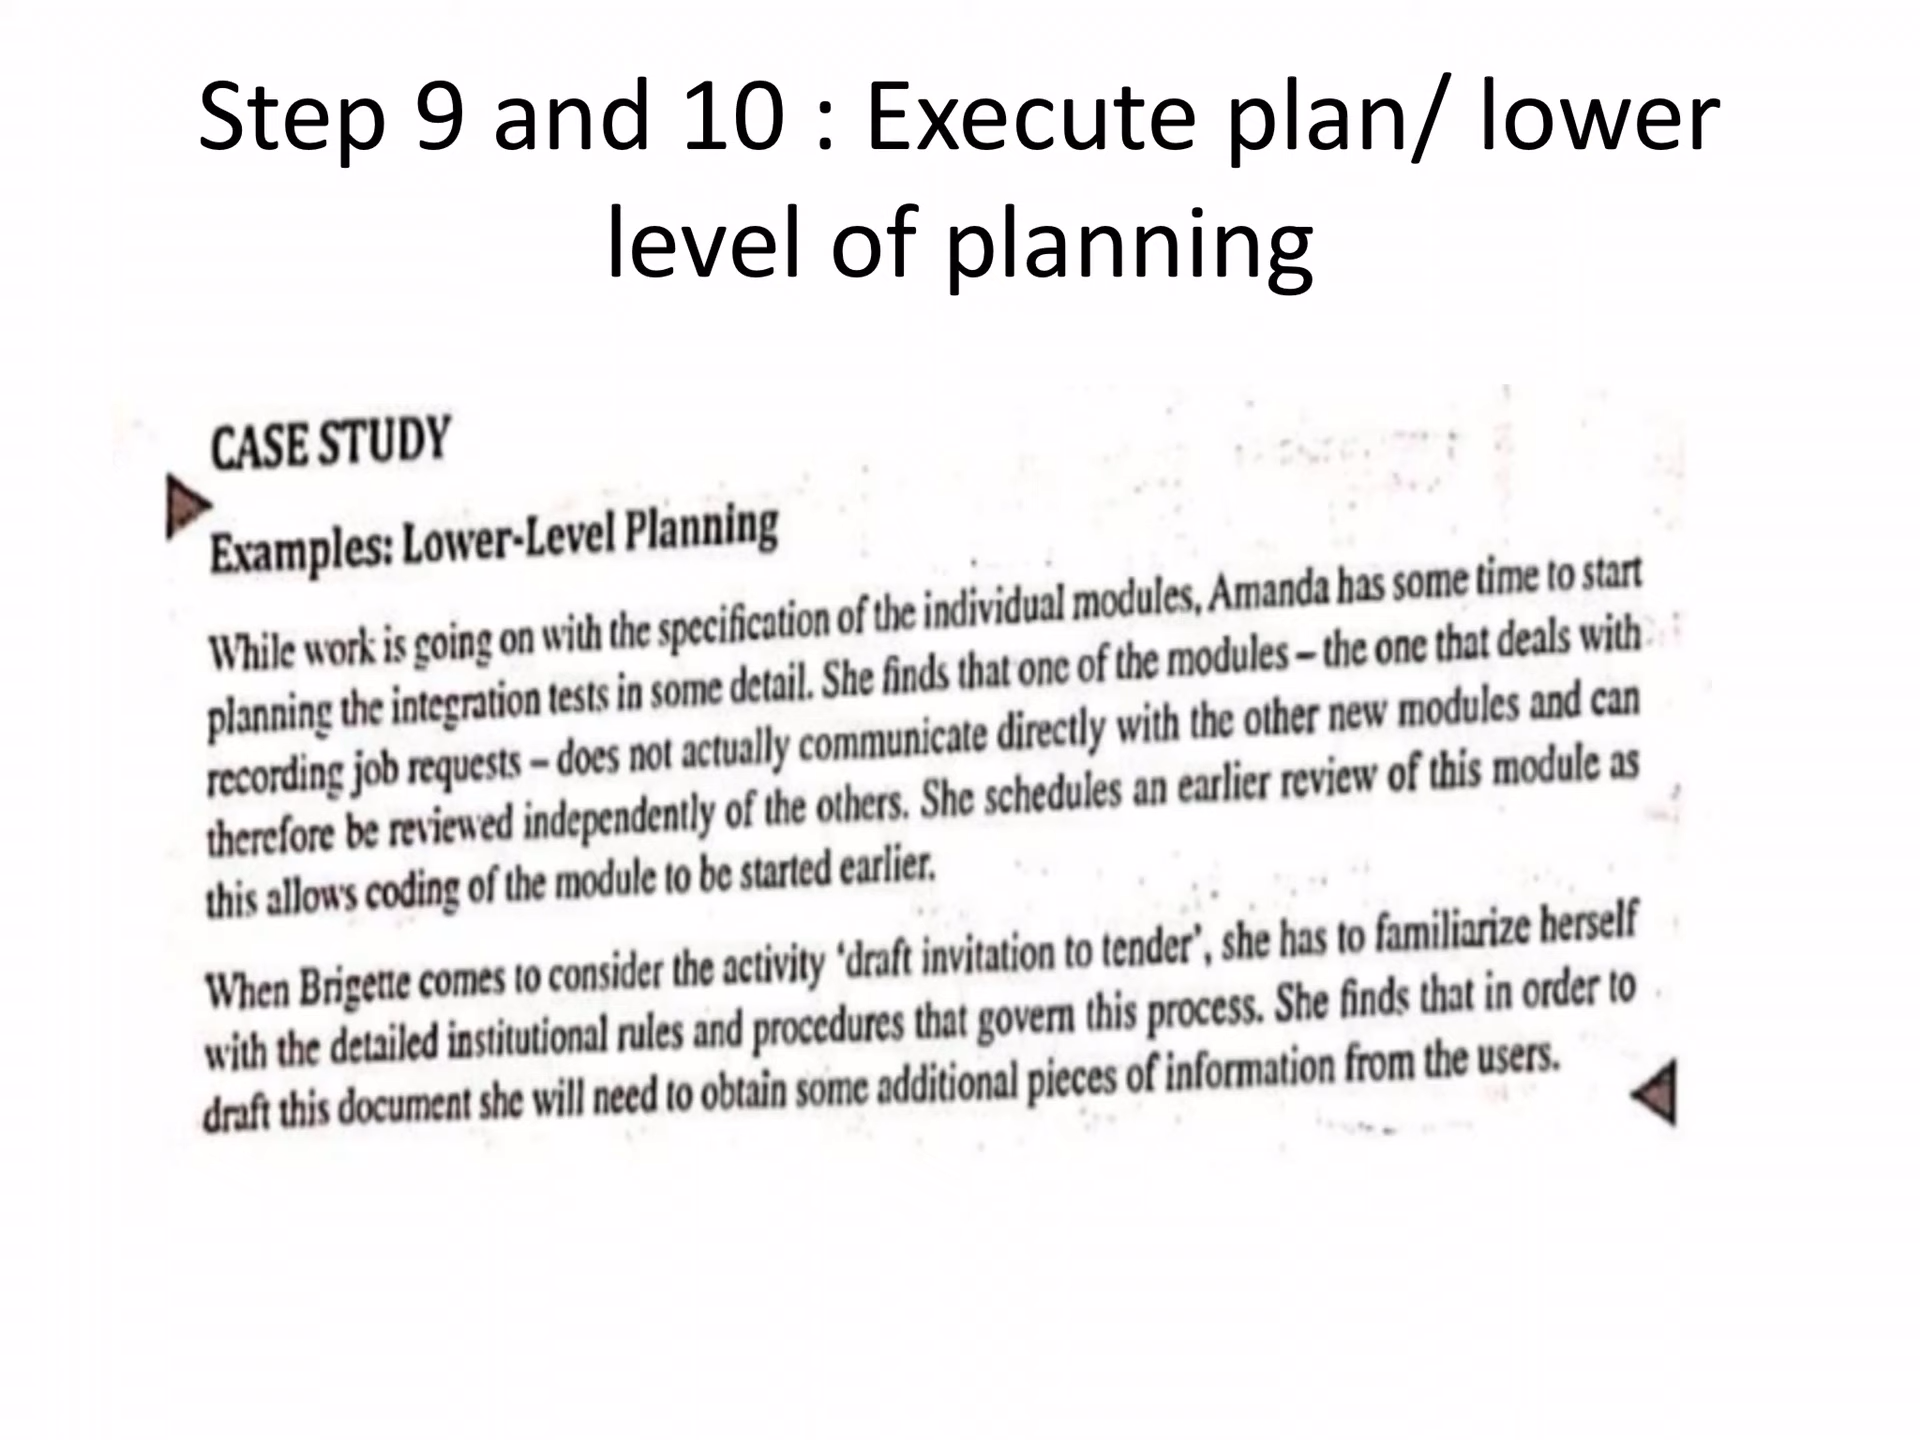 Step 9 and 10 : Execute plan/ lower
level of planning
CASE STUDY
Examples: Lower-Level Planning
While work is going on with the specification of the individual modules, Amanda has some time to start
planning the integration tests in some detail. She finds that one of the modules – the one that deals with
recording job requests – does not actually communicate directly with the other new modules and can
therefore be reviewed independently of the others. She schedules an earlier review of this module as
this allows coding of the module to be started earlier.
When Brigette comes to consider the activity ‘draft invitation to tender’, she has to familiarize herself
with the detailed institutional rules and procedures that govern this process. She finds that in order to
draft this document she will need to obtain some additional pieces of information from the users.